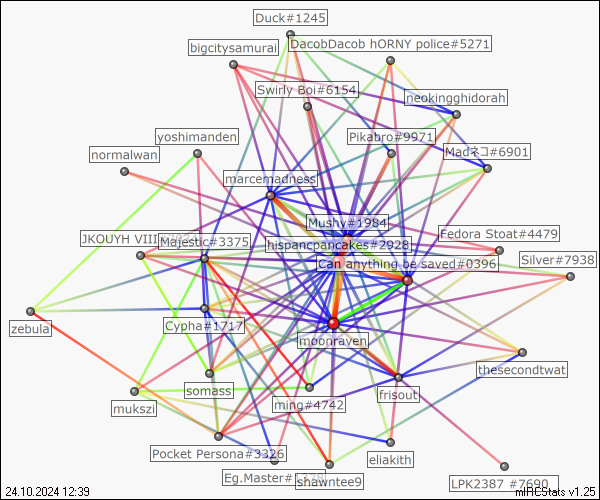 Duck#1245
DacobDacob hORNY police#5271
bigcitysamurai
Swirly Boi#6154
neokingghidorah
yoshimanden
Pikabro#9971
normalwan
Madネコ#6901
marcemadness
Mushy#1984
Fedora Stoat#4479
JKOUYH VIII
Majestic#3375
hispancpancakes#2928
Can anything be saved#0396
Silver#7938
zebula
Cypha#1717
moonraven
thesecondtwat
somass
ming#4742
frisout
mukszi
Pocket Persona#3326
eliakith
Eg.Master#
shawntee9
LPK2387 #7690
24.10.2024 12:39
mIRCStats v1.25